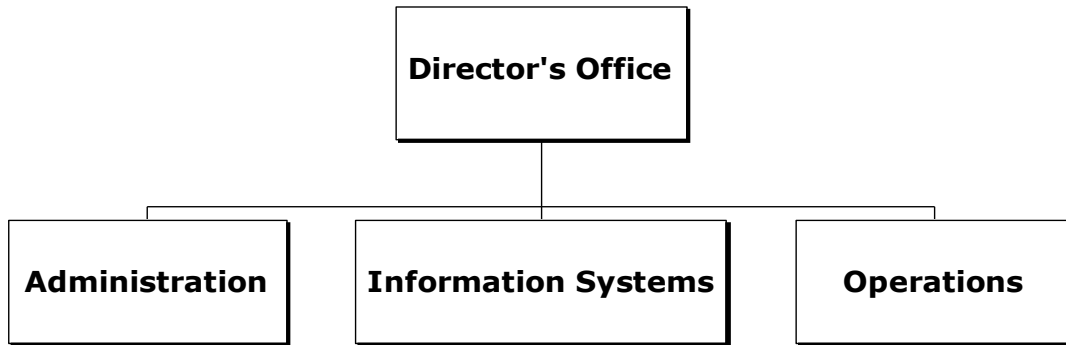 Director's Office
Administration
Information Systems
Operations